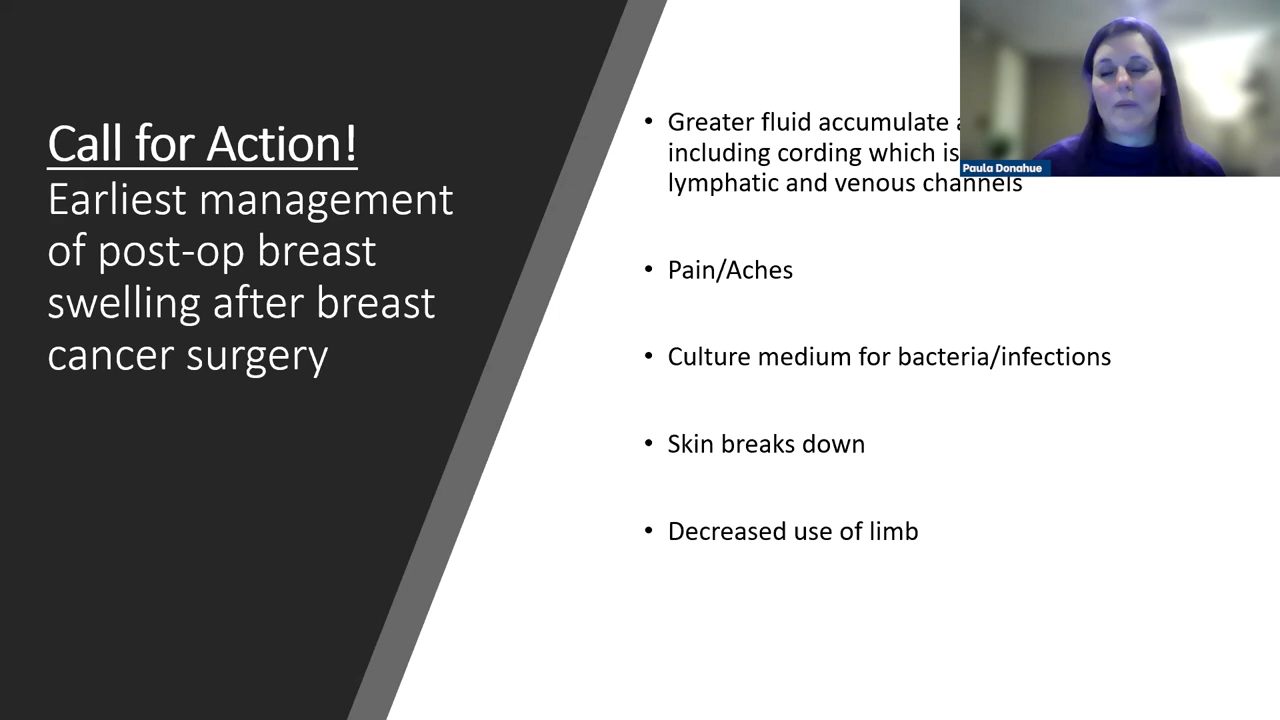 Call for Action!
Earliest management
of post-op breast
swelling after breast
cancer surgery
• Greater fluid accumulate
including cording which is
lymphatic and venous channels
• Pain/Aches
• Culture medium for bacteria/infections
• Skin breaks down
• Decreased use of limb
Paula Donahue